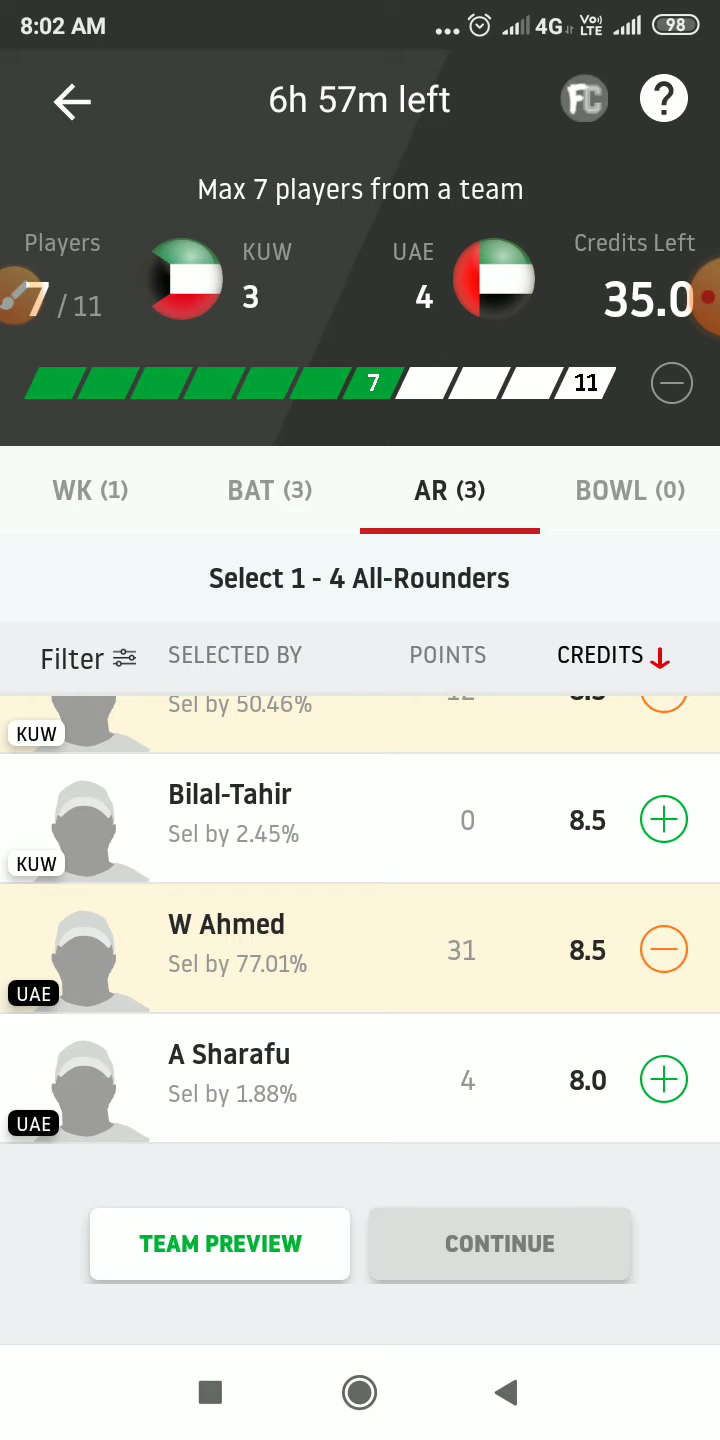 8:02 AM
4G Vo) LTE 98
6h 57m left
FC ?
Max 7 players from a team
Players KUW UAE Credits Left
7 / 11 3 4 35.0
7 11
WK (1) BAT (3) AR (3) BOWL (0)
Select 1 - 4 All-Rounders
Filter SELECTED BY POINTS CREDITS
Sel by 50.46%
KUW
Bilal-Tahir
Sel by 2.45% 0 8.5
KUW
W Ahmed
Sel by 77.01% 31 8.5
UAE
A Sharafu
Sel by 1.88% 4 8.0
UAE
TEAM PREVIEW CONTINUE